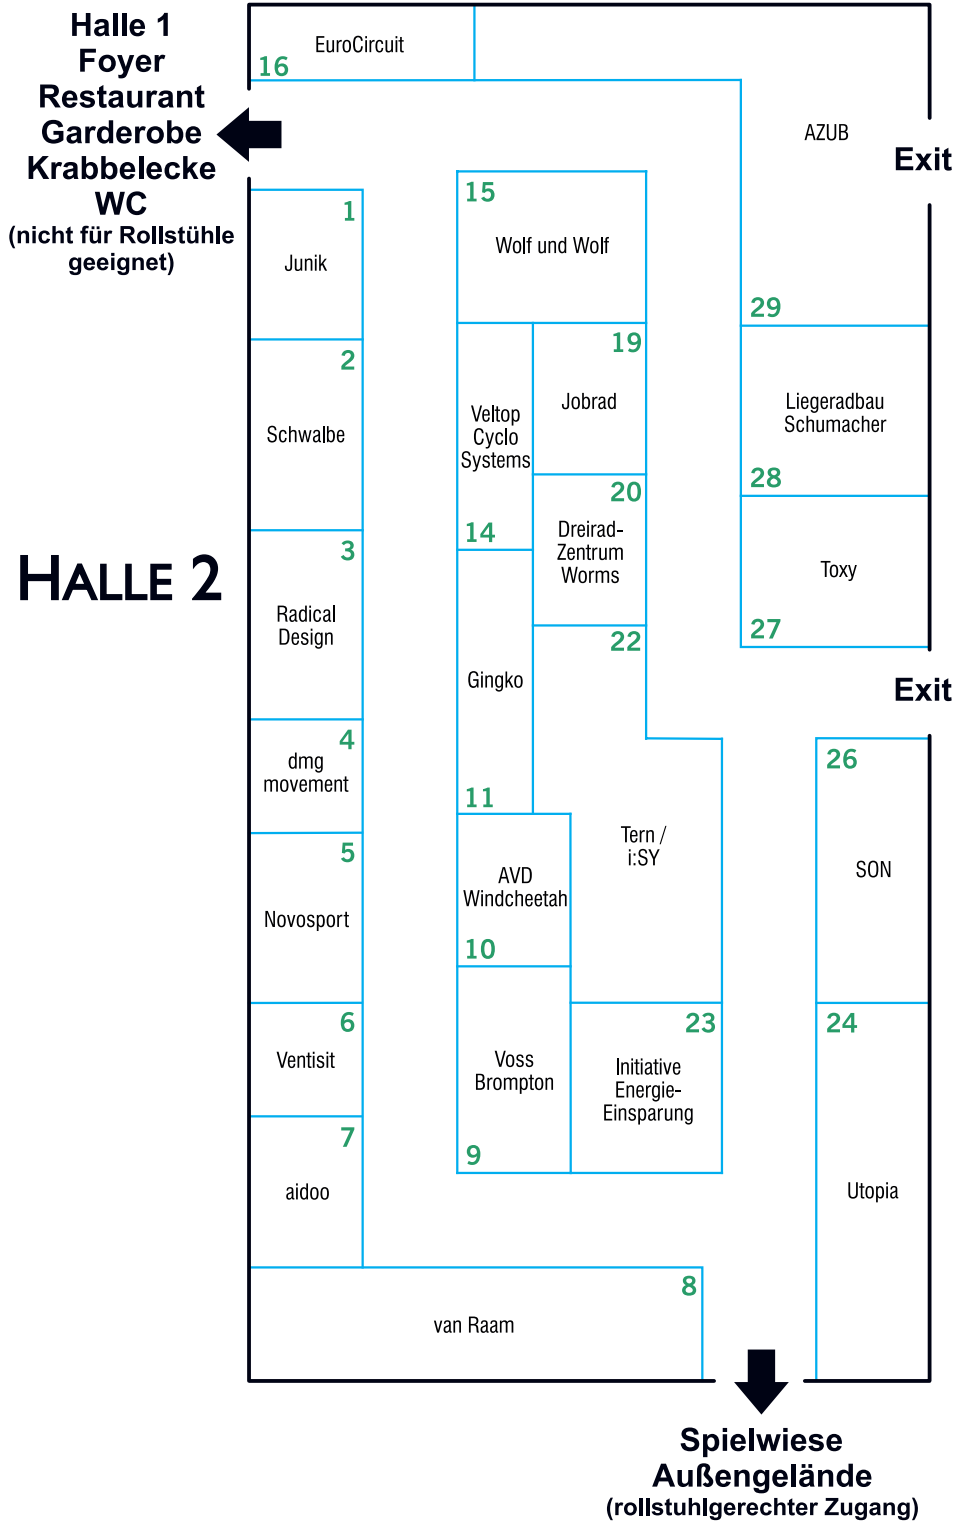 Halle 1
Foyer
Restaurant
Garderobe
Krabbelecke
WC
(nicht für Rollstühle
geeignet)
EuroCircuit
16
AZUB
Exit
29
1
Junik
15
Wolf und Wolf
2
Schwalbe
Veltop
Cyclo
Systems
14
19
Jobrad
Liegeradbau
Schumacher
28
20
Dreirad-
Zentrum
Worms
3
Radical
Design
HALLE 2
Toxy
27
Exit
22
Tern /
i:SY
Gingko
11
4
dmg
movement
26
SON
5
Novosport
AVD
Windcheetah
10
6
Ventisit
Voss
Brompton
9
23
Initiative
Energie-
Einsparung
24
Utopia
7
aidoo
8
van Raam
Spielwiese
Außengelände
(rollstuhlgerechter Zugang)